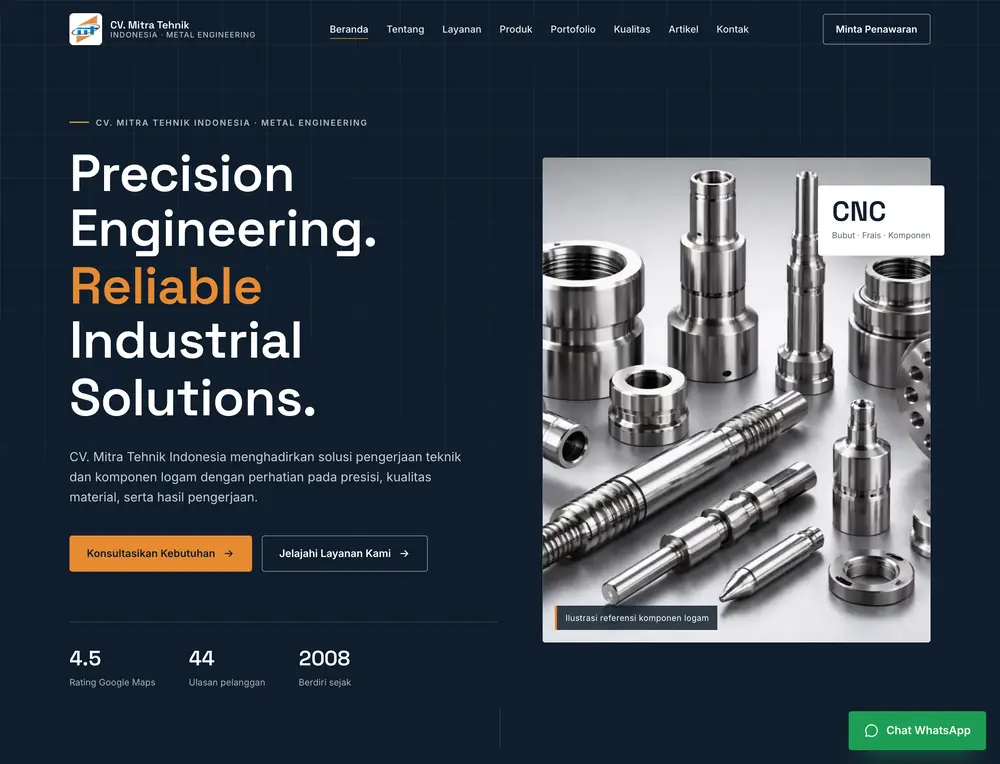 CV. Mitra Tehnik
INDONESIA · METAL ENGINEERING
Beranda
Tentang
Layanan
Produk
Portofolio
Kualitas
Artikel
Kontak
Minta Penawaran
CV. MITRA TEHNIK INDONESIA · METAL ENGINEERING
Precision
Engineering.
Reliable
Industrial
Solutions.
CV. Mitra Tehnik Indonesia menghadirkan solusi pengerjaan teknik
dan komponen logam dengan perhatian pada presisi, kualitas
material, serta hasil pengerjaan.
Konsultasikan Kebutuhan →
Jelajahi Layanan Kami →
4.5
Rating Google Maps
44
Ulasan pelanggan
2008
Berdiri sejak
CNC
Bubut · Frais · Komponen
Ilustrasi referensi komponen logam
Chat WhatsApp